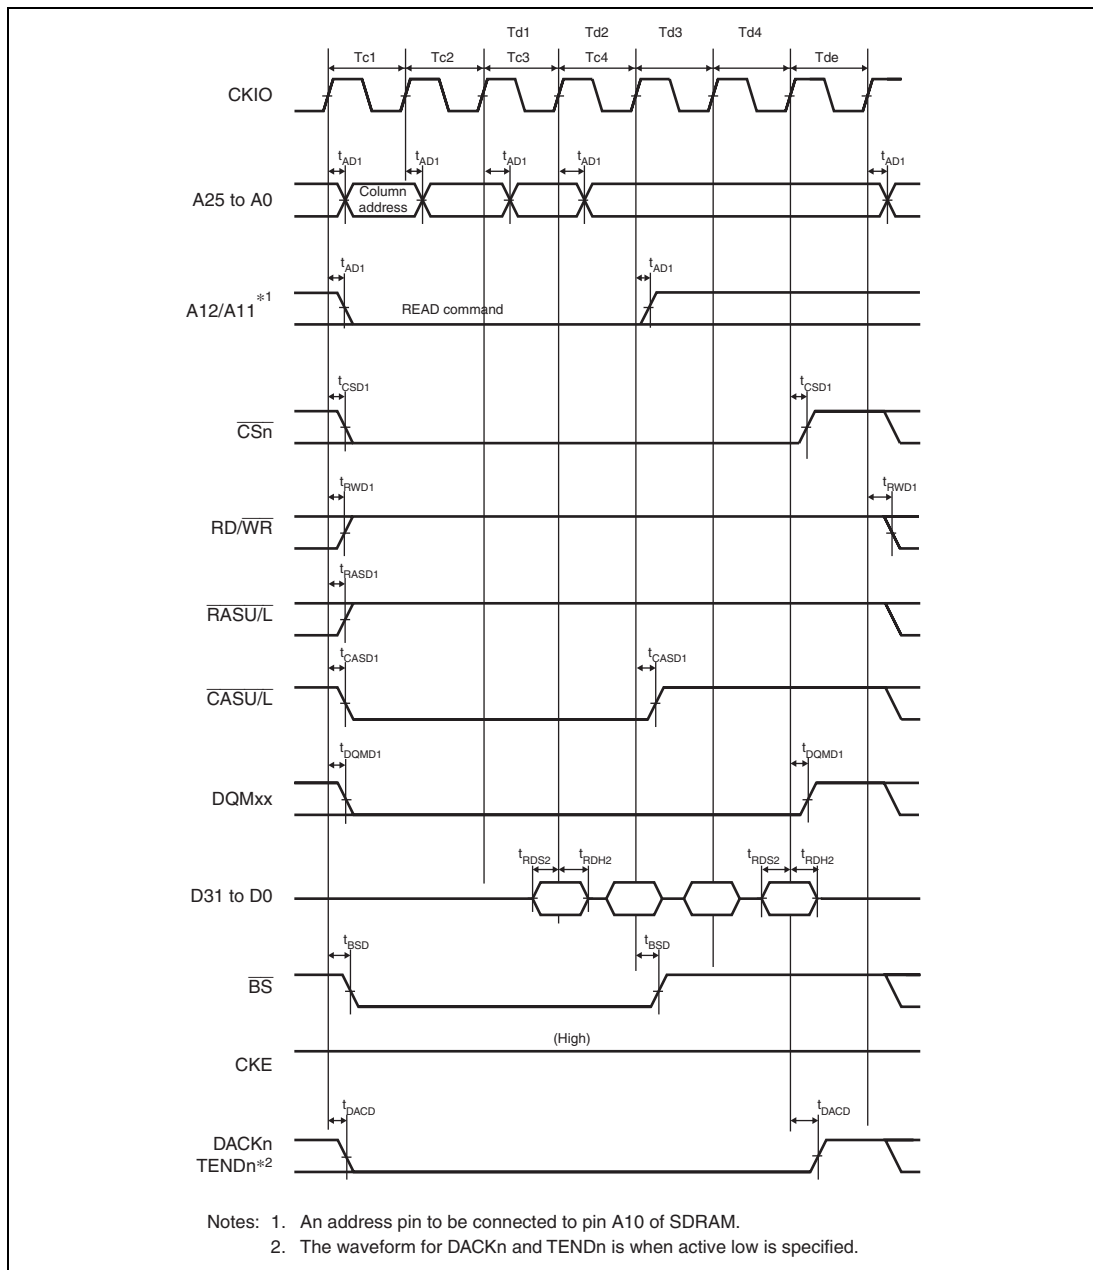 Td1 Td2 Td3 Td4
Tc1 Tc2 Tc3 Tc4 Tde
CKIO
tAD1 tAD1 tAD1 tAD1 tAD1
A25 to A0
Column
address
tAD1 tAD1
A12/A11*1
READ command
tCSD1 tCSD1
CSn
tRWD1 tRWD1
RD/WR
tRASD1
RASU/L
tCASD1 tCASD1
CASU/L
tDQMD1 tDQMD1
DQMxx
tRDS2 tRDH2 tRDS2 tRDH2
D31 to D0
tBSD tBSD
BS
(High)
CKE
tDACD tDACD
DACKn
TENDn*2
Notes: 1. An address pin to be connected to pin A10 of SDRAM.
2. The waveform for DACKn and TENDn is when active low is specified.